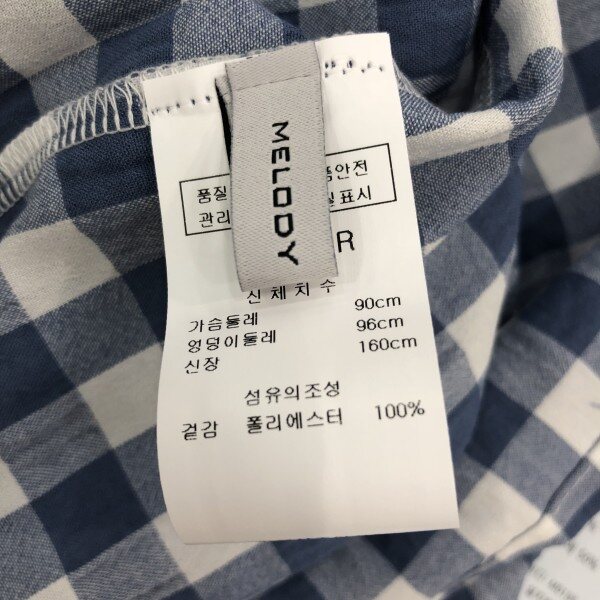 MELODY
품질 안전
관리 표시
R
신체치수
가슴둘레 90cm
엉덩이둘레 96cm
신장 160cm
섬유의조성
겉감 폴리에스터 100%
50%